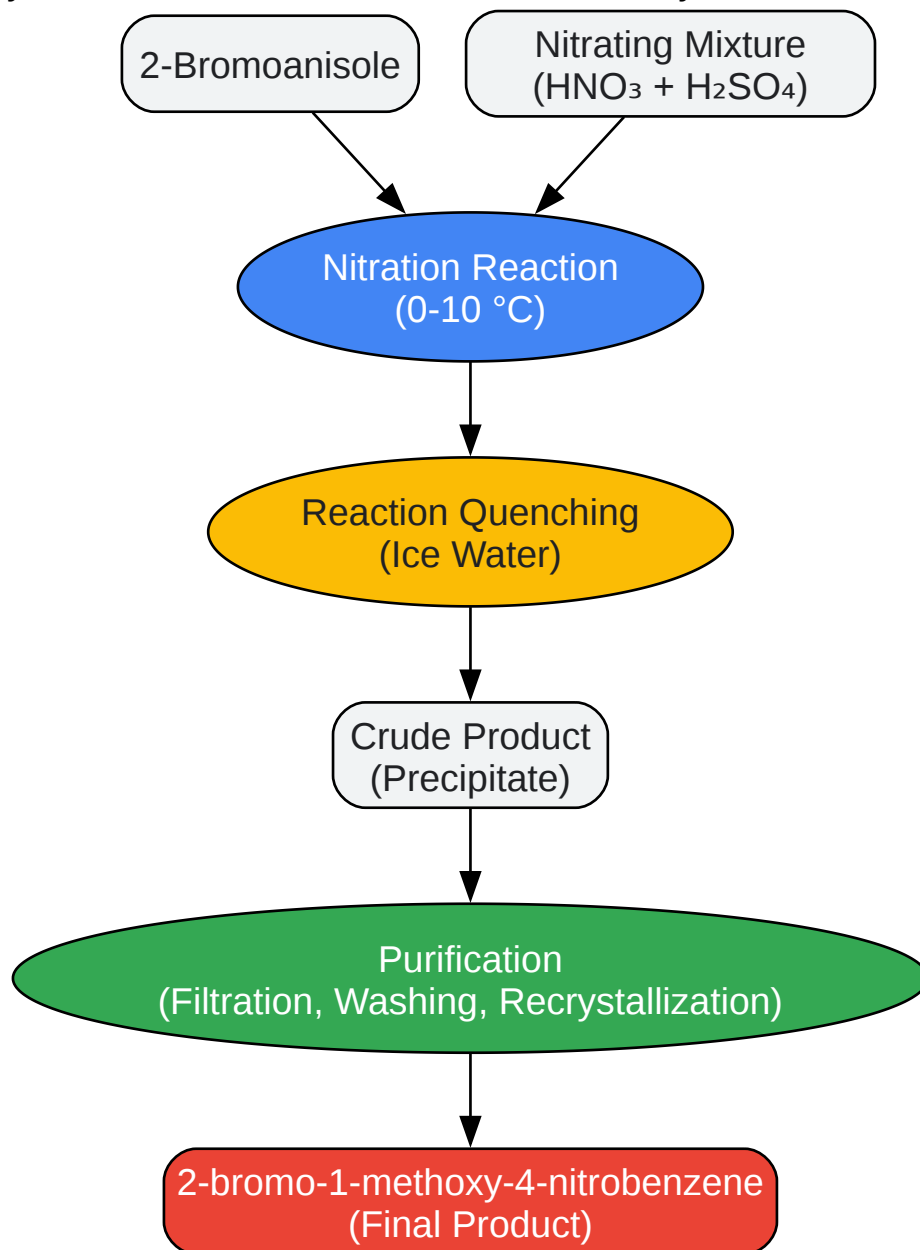 2-Bromoanisole
Nitrating Mixture
(HNO₃ + H₂SO₄)
Nitration Reaction
(0-10 °C)
Reaction Quenching
(Ice Water)
Crude Product
(Precipitate)
Purification
(Filtration, Washing, Recrystallization)
2-bromo-1-methoxy-4-nitrobenzene
(Final Product)